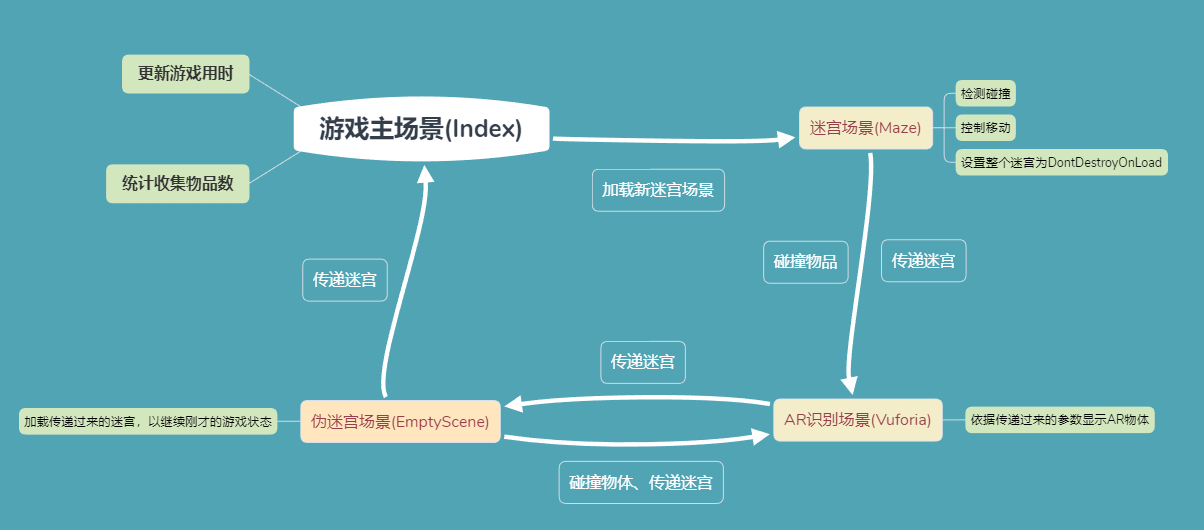 更新游戏用时
游戏主场景(Index)
统计收集物品数
加载新迷宫场景
迷宫场景(Maze)
检测碰撞
控制移动
设置整个迷宫为DontDestroyOnLoad
传递迷宫
碰撞物品
传递迷宫
传递迷宫
加载传递过来的迷宫，以继续刚才的游戏状态
伪迷宫场景(EmptyScene)
AR识别场景(Vuforia)
依据传递过来的参数显示AR物体
碰撞物体、传递迷宫